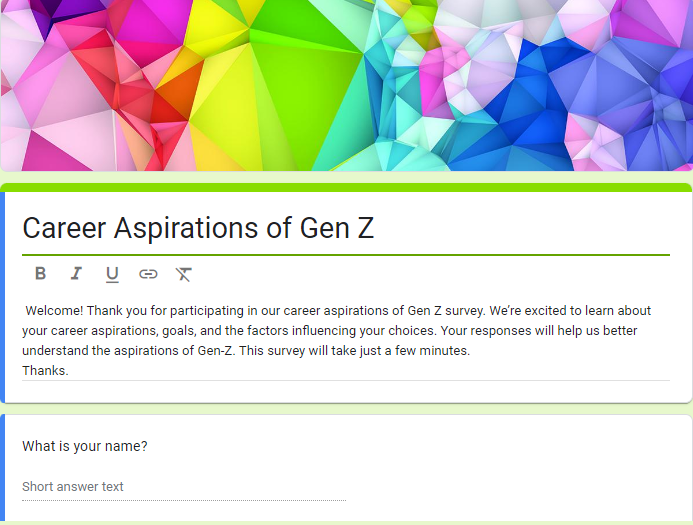 Career Aspirations of Gen Z
B I U
Welcome! Thank you for participating in our career aspirations of Gen Z survey. We're excited to learn about
your career aspirations, goals, and the factors influencing your choices. Your responses will help us better
understand the aspirations of Gen-Z. This survey will take just a few minutes.
Thanks.
What is your name?
Short answer text